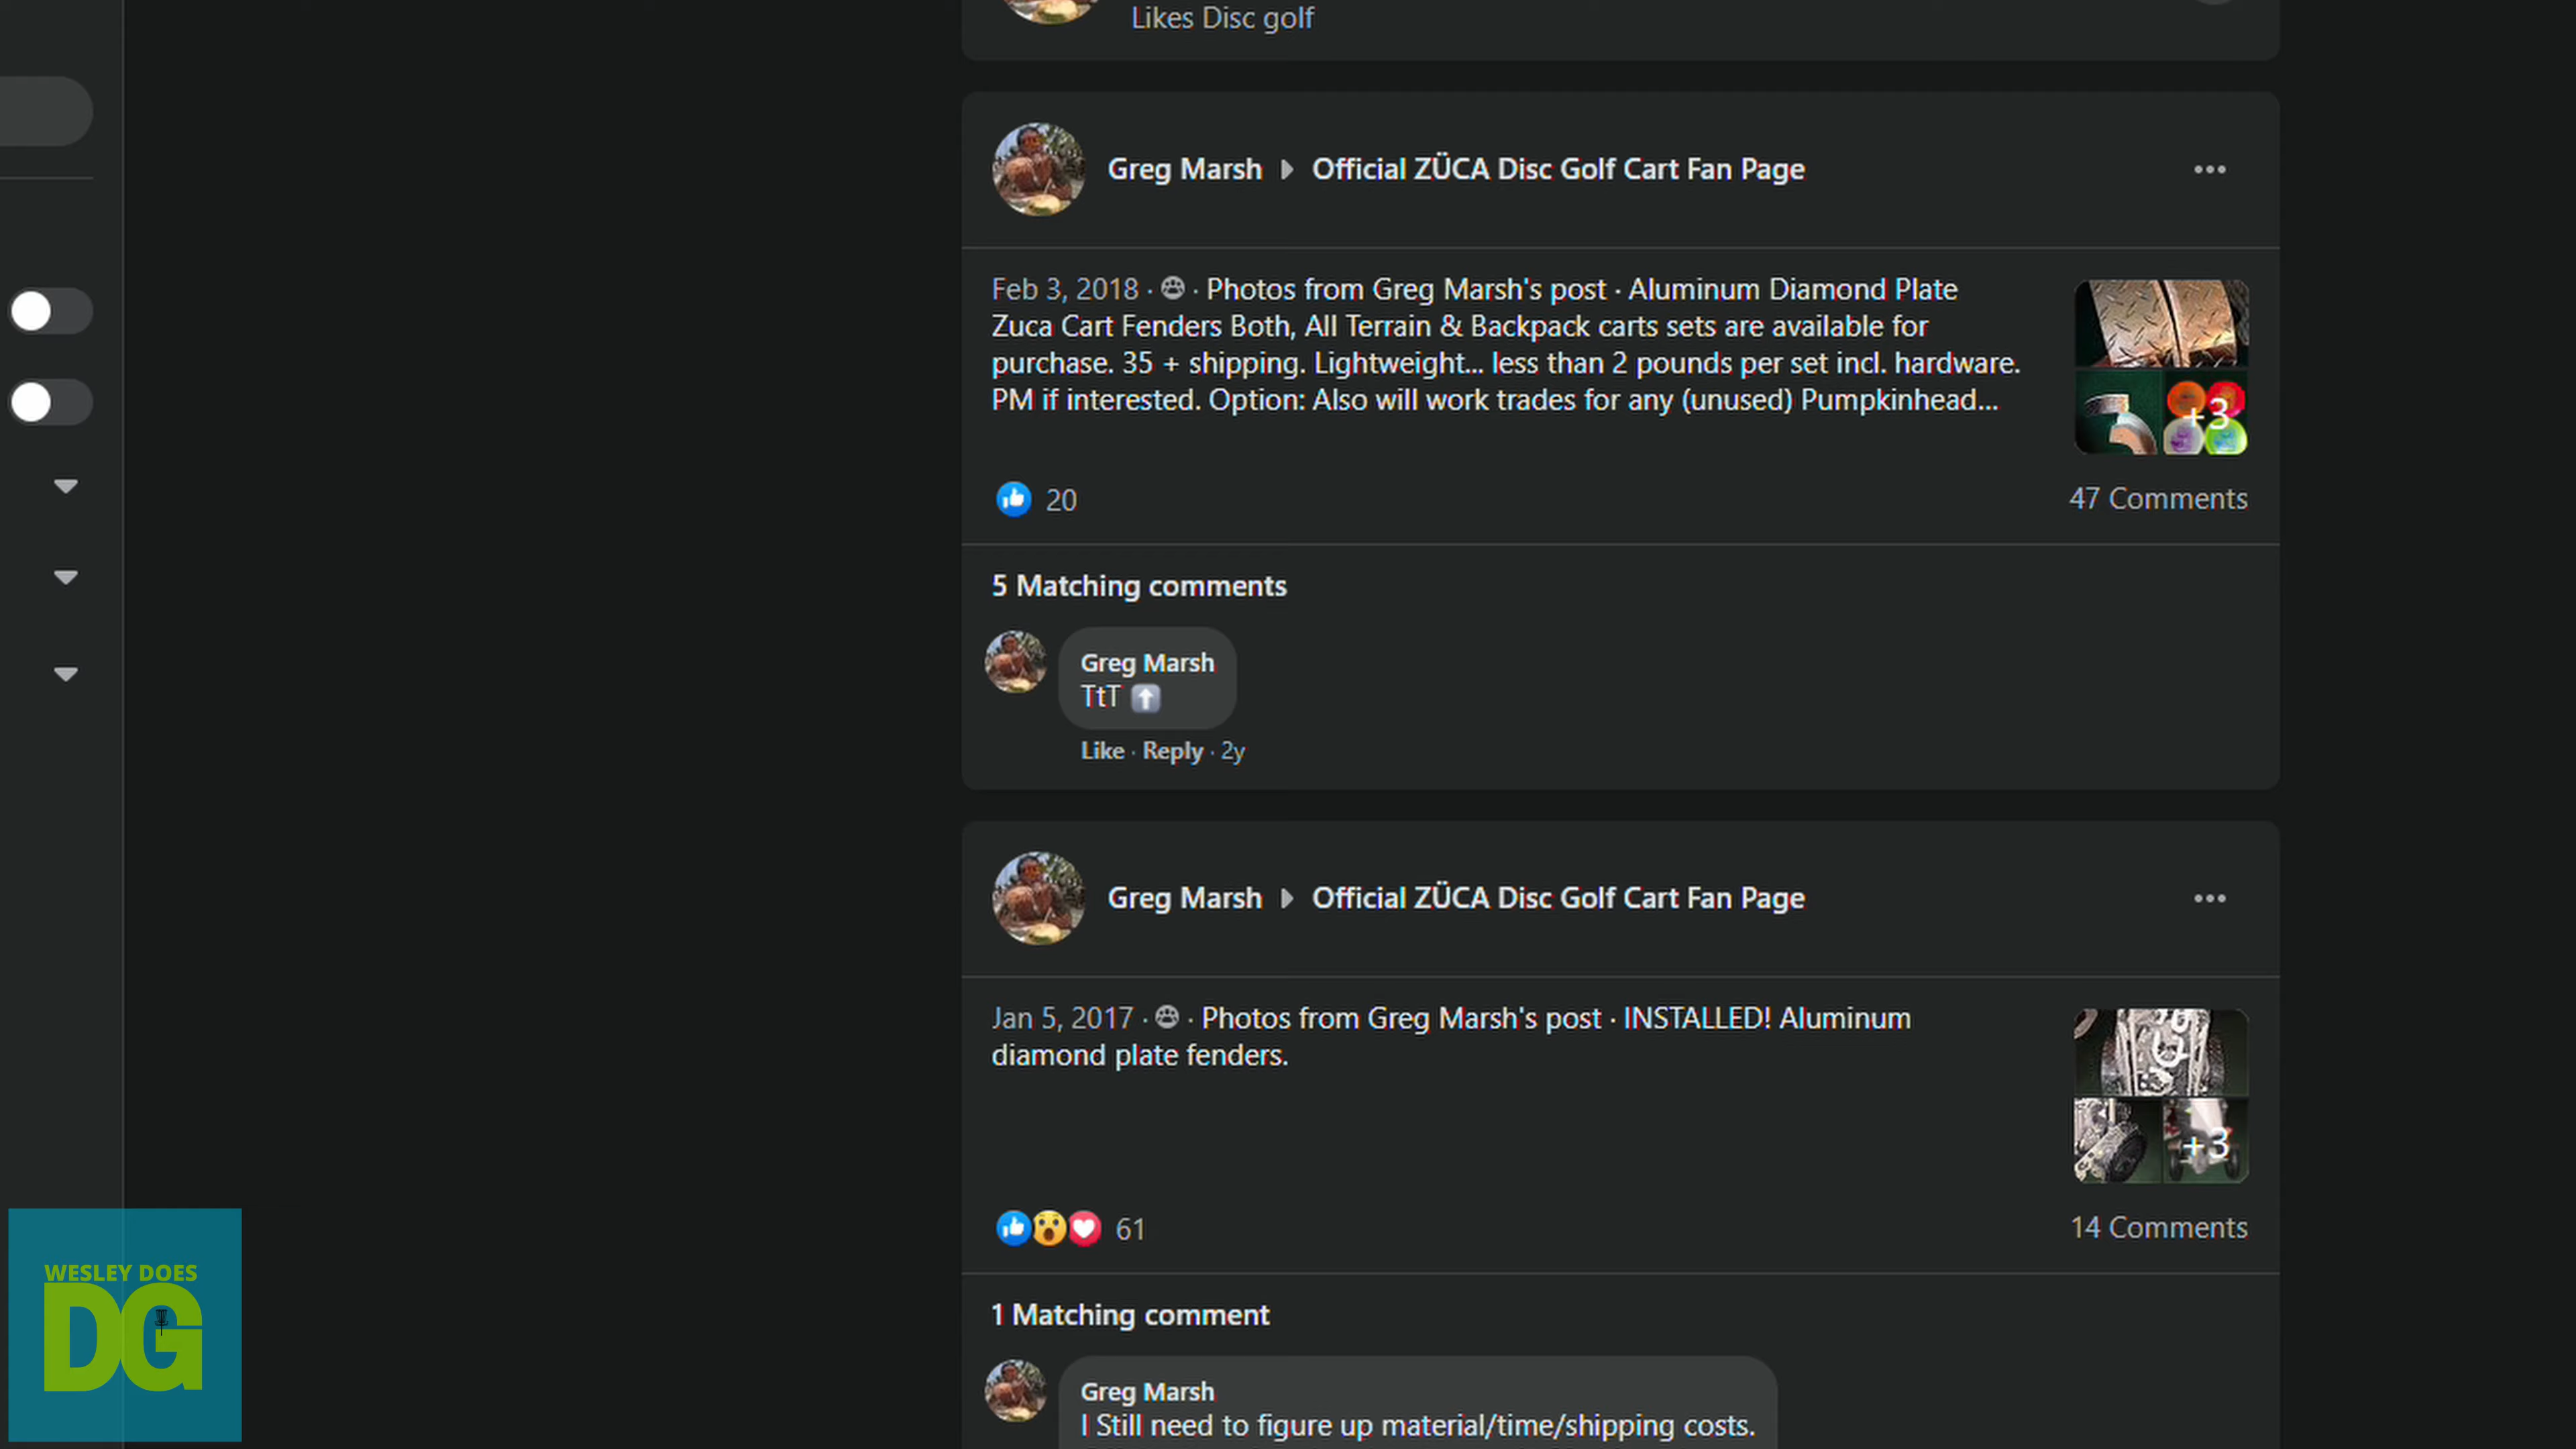 Likes Disc golf
Greg Marsh ▶ Official ZÜCA Disc Golf Cart Fan Page
Feb 3, 2018 · Photos from Greg Marsh's post · Aluminum Diamond Plate
Zuca Cart Fenders Both, All Terrain & Backpack carts sets are available for
purchase. 35 + shipping. Lightweight... less than 2 pounds per set incl. hardware.
PM if interested. Option: Also will work trades for any (unused) Pumpkinhead...
+3
20
47 Comments
5 Matching comments
Greg Marsh
TtT ⬆
Like · Reply · 2y
Greg Marsh ▶ Official ZÜCA Disc Golf Cart Fan Page
Jan 5, 2017 · Photos from Greg Marsh's post · INSTALLED! Aluminum
diamond plate fenders.
+3
61
14 Comments
1 Matching comment
Greg Marsh
I Still need to figure up material/time/shipping costs.
WESLEY DOES
DG